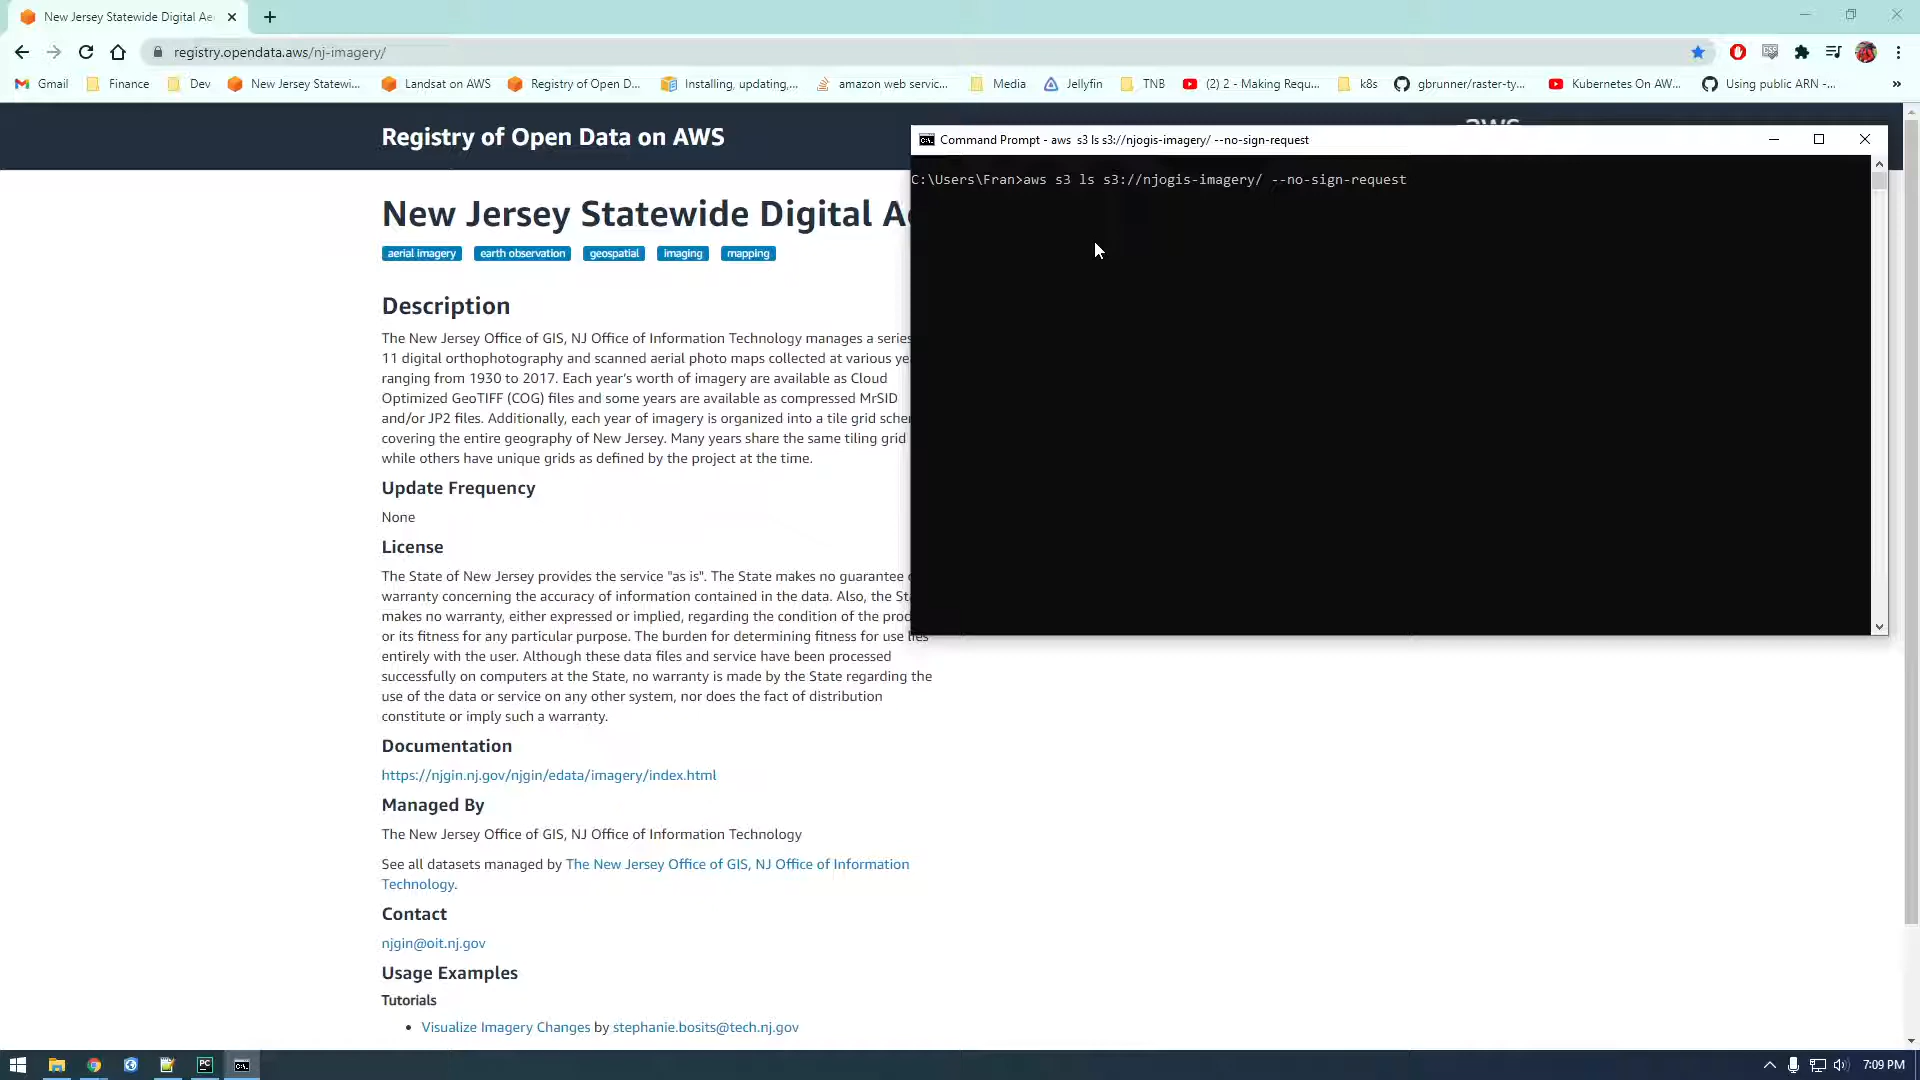 New Jersey Statewide Digital Ae
registry.opendata.aws/nj-imagery/
Gmail Finance Dev New Jersey Statewi... Landsat on AWS Registry of Open D... Installing, updating,... amazon web servic... Media Jellyfin TNB (2) 2 - Making Requ... k8s gbrunner/raster-ty... Kubernetes On AW... Using public ARN -... »
Registry of Open Data on AWS
aws
Command Prompt - aws  s3 ls s3://njogis-imagery/ --no-sign-request
C:\Users\Fran>aws s3 ls s3://njogis-imagery/ --no-sign-request
New Jersey Statewide Digital Ae
aerial imagery earth observation geospatial imaging mapping
Description
The New Jersey Office of GIS, NJ Office of Information Technology manages a series
11 digital orthophotography and scanned aerial photo maps collected at various ye
ranging from 1930 to 2017. Each year's worth of imagery are available as Cloud
Optimized GeoTIFF (COG) files and some years are available as compressed MrSID
and/or JP2 files. Additionally, each year of imagery is organized into a tile grid scher
covering the entire geography of New Jersey. Many years share the same tiling grid
while others have unique grids as defined by the project at the time.
Update Frequency
None
License
The State of New Jersey provides the service "as is". The State makes no guarantee
warranty concerning the accuracy of information contained in the data. Also, the Sta
makes no warranty, either expressed or implied, regarding the condition of the prod
or its fitness for any particular purpose. The burden for determining fitness for use lies
entirely with the user. Although these data files and service have been processed
successfully on computers at the State, no warranty is made by the State regarding the
use of the data or service on any other system, nor does the fact of distribution
constitute or imply such a warranty.
Documentation
https://njgin.nj.gov/njgin/edata/imagery/index.html
Managed By
The New Jersey Office of GIS, NJ Office of Information Technology
See all datasets managed by The New Jersey Office of GIS, NJ Office of Information
Technology.
Contact
njgin@oit.nj.gov
Usage Examples
Tutorials
• Visualize Imagery Changes by stephanie.bosits@tech.nj.gov
7:09 PM